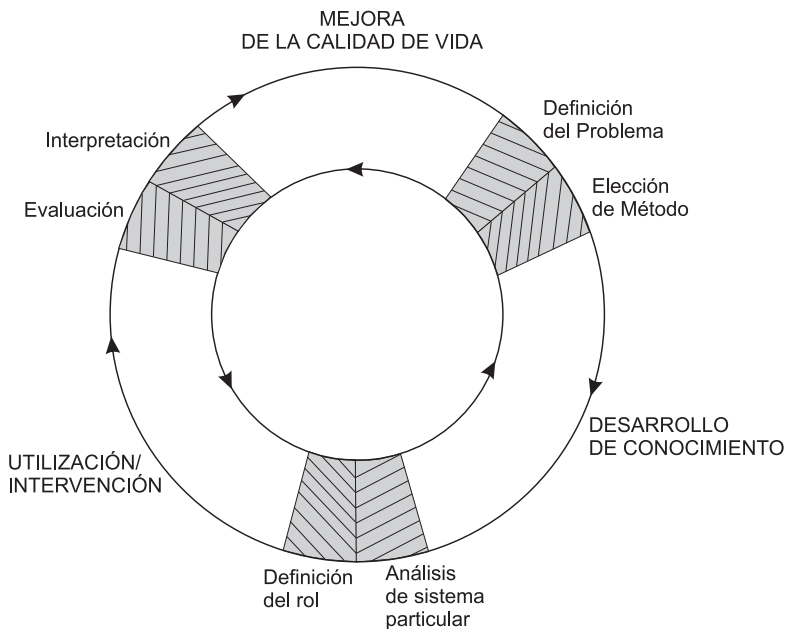 MEJORA
DE LA CALIDAD DE VIDA
Definición
del Problema
Elección
de Método
DESARROLLO
DE CONOCIMIENTO
Análisis
de sistema
particular
Definición
del rol
UTILIZACIÓN/
INTERVENCIÓN
Evaluación
Interpretación